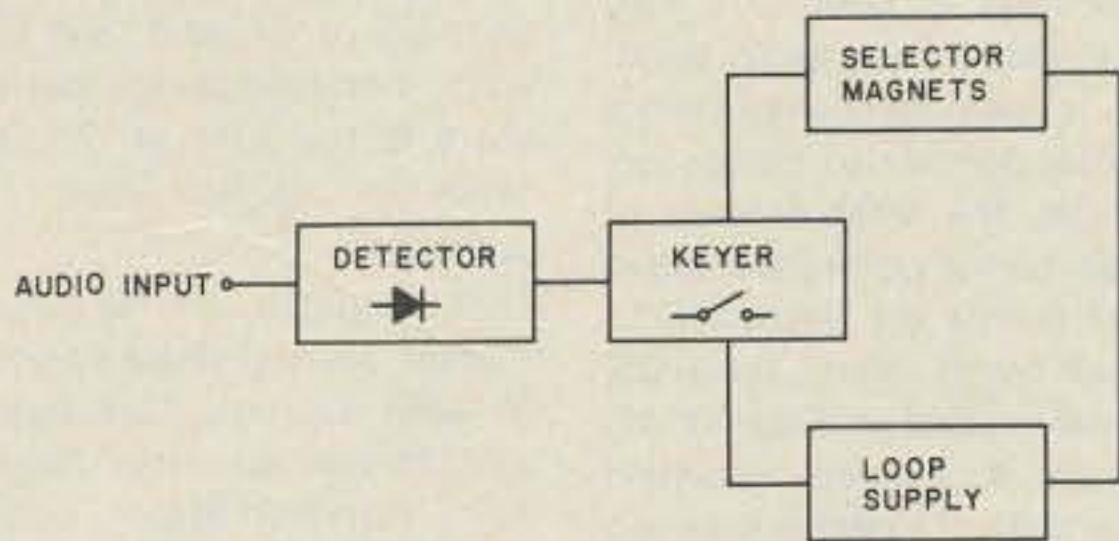 SELECTOR
MAGNETS
DETECTOR
KEYER
AUDIO INPUT
LOOP
SUPPLY